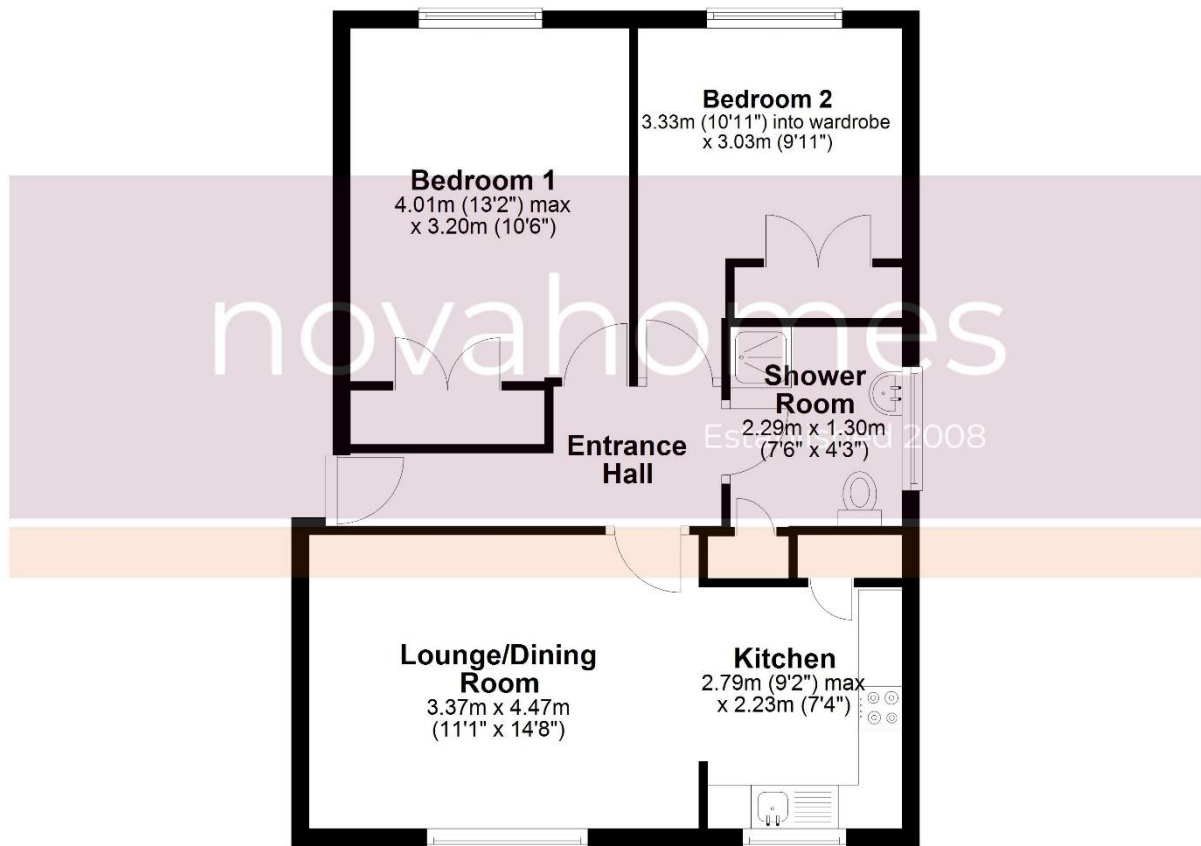 Bedroom 2
3.33m (10'11") into wardrobe
x 3.03m (9'11")
Bedroom 1
4.01m (13'2") max
x 3.20m (10'6")
novahomes
Established 2008
Shower
Room
2.29m x 1.30m
(7'6" x 4'3")
Entrance
Hall
Lounge/Dining
Room
3.37m x 4.47m
(11'1" x 14'8")
Kitchen
2.79m (9'2") max
x 2.23m (7'4")